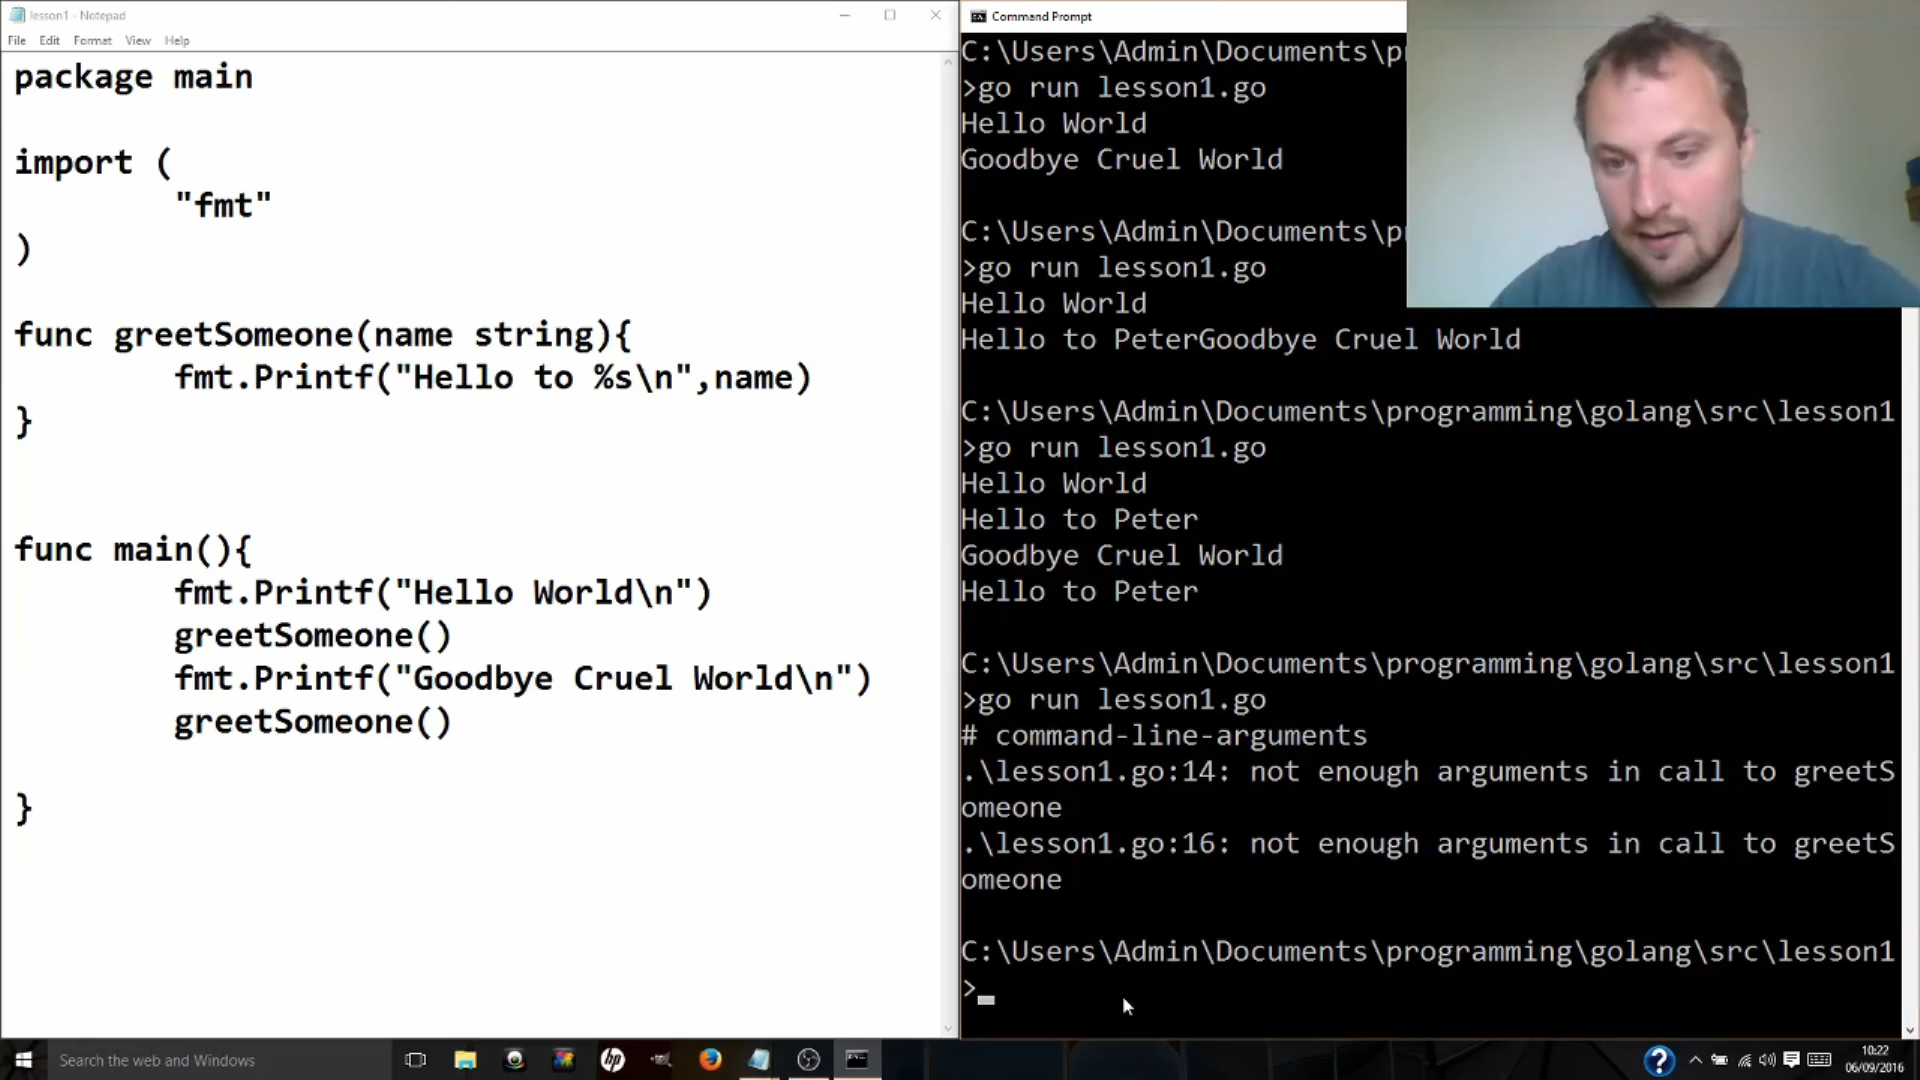 lesson1 - Notepad
File Edit Format View Help
package main
import (
"fmt"
)
func greetSomeone(name string){
fmt.Printf("Hello to %s\n",name)
}
func main(){
fmt.Printf("Hello World\n")
greetSomeone()
fmt.Printf("Goodbye Cruel World\n")
greetSomeone()
}
Command Prompt
C:\Users\Admin\Documents\p
>go run lesson1.go
Hello World
Goodbye Cruel World
C:\Users\Admin\Documents\p
>go run lesson1.go
Hello World
Hello to PeterGoodbye Cruel World
C:\Users\Admin\Documents\programming\golang\src\lesson1
>go run lesson1.go
Hello World
Hello to Peter
Goodbye Cruel World
Hello to Peter
C:\Users\Admin\Documents\programming\golang\src\lesson1
>go run lesson1.go
# command-line-arguments
.\lesson1.go:14: not enough arguments in call to greetS
omeone
.\lesson1.go:16: not enough arguments in call to greetS
omeone
C:\Users\Admin\Documents\programming\golang\src\lesson1
>
Search the web and Windows
hp
?
10:22
06/09/2016